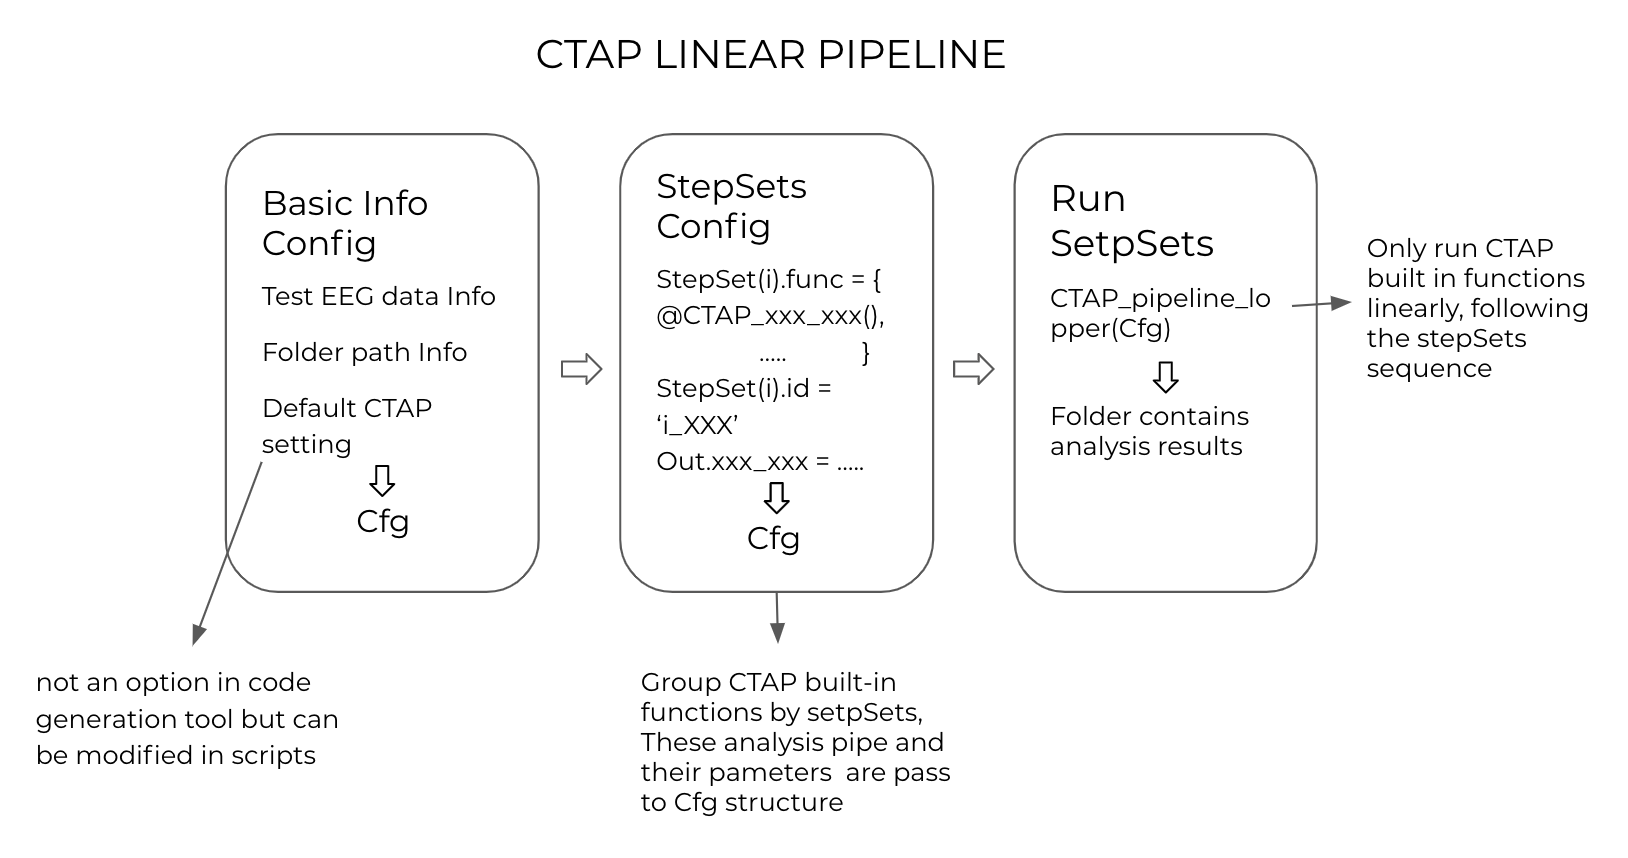 CTAP LINEAR PIPELINE
Basic Info
Config
Test EEG data Info
Folder path Info
Default CTAP
setting
Cfg
not an option in code
generation tool but can
be modified in scripts
StepSets
Config
StepSet(i).func = {
@CTAP_xxx_xxx(),
..... }
StepSet(i).id =
‘i_XXX’
Out.xxx_xxx = .....
Cfg
Group CTAP built-in
functions by setpSets,
These analysis pipe and
their pameters  are pass
to Cfg structure
Run
SetpSets
CTAP_pipeline_lo
pper(Cfg)
Folder contains
analysis results
Only run CTAP
built in functions
linearly, following
the stepSets
sequence